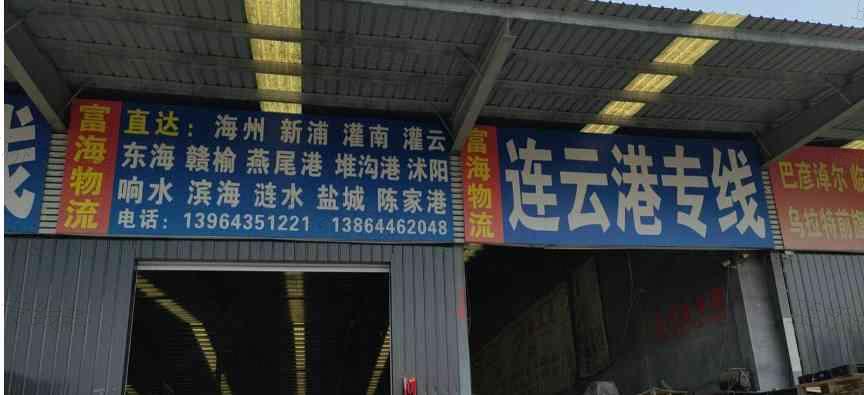 线
富海物流
直达：海州 新浦 灌南 灌云
东海 赣榆 燕尾港 堆沟港 沭阳
响水 滨海 涟水 盐城 陈家港
电话：13964351221 13864462048
富海物流
连云港专线
巴彦淖尔 临
乌拉特前